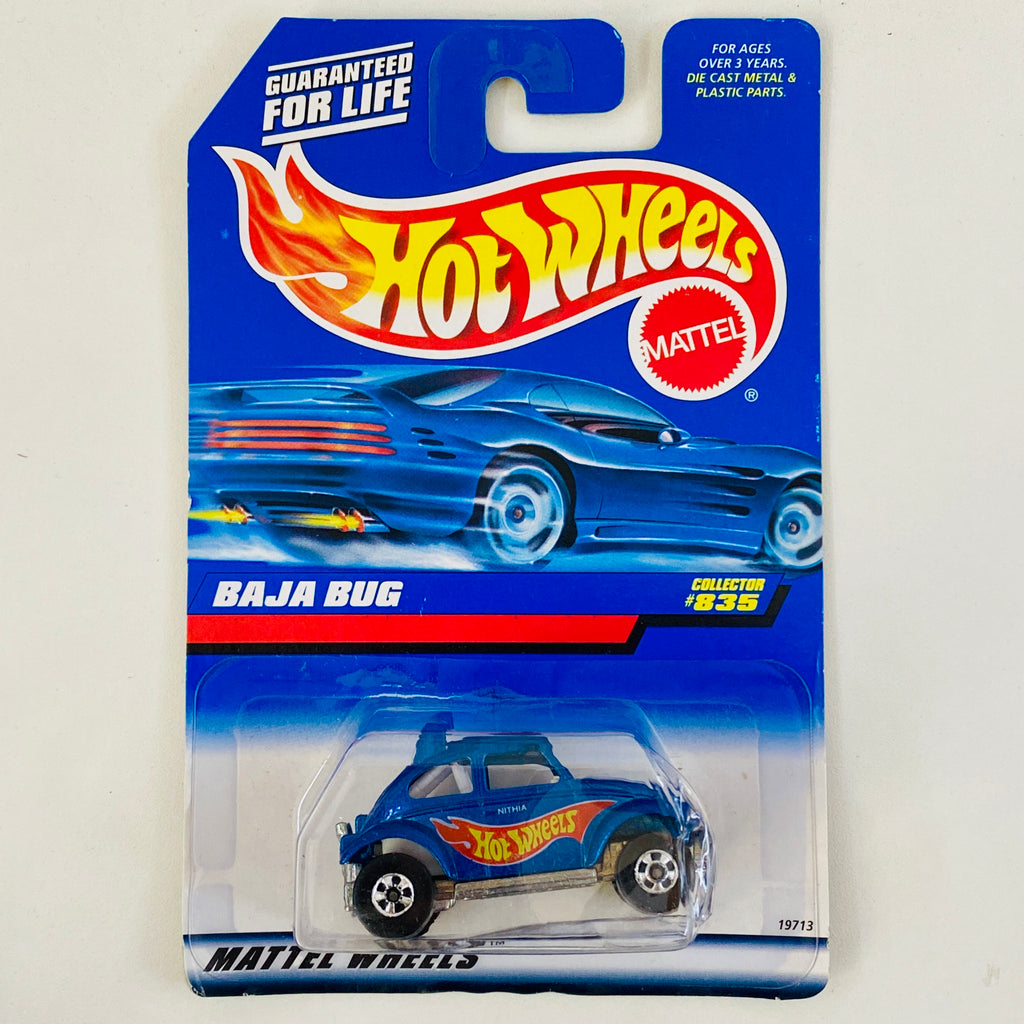 GUARANTEED
FOR LIFE
FOR AGES
OVER 3 YEARS.
DIE CAST METAL &
PLASTIC PARTS.
HOT WHEELS
MATTEL
®
BAJA BUG
COLLECTOR
#835
NITHIA
HOT WHEELS
19713
TM
MATTEL WHEELS